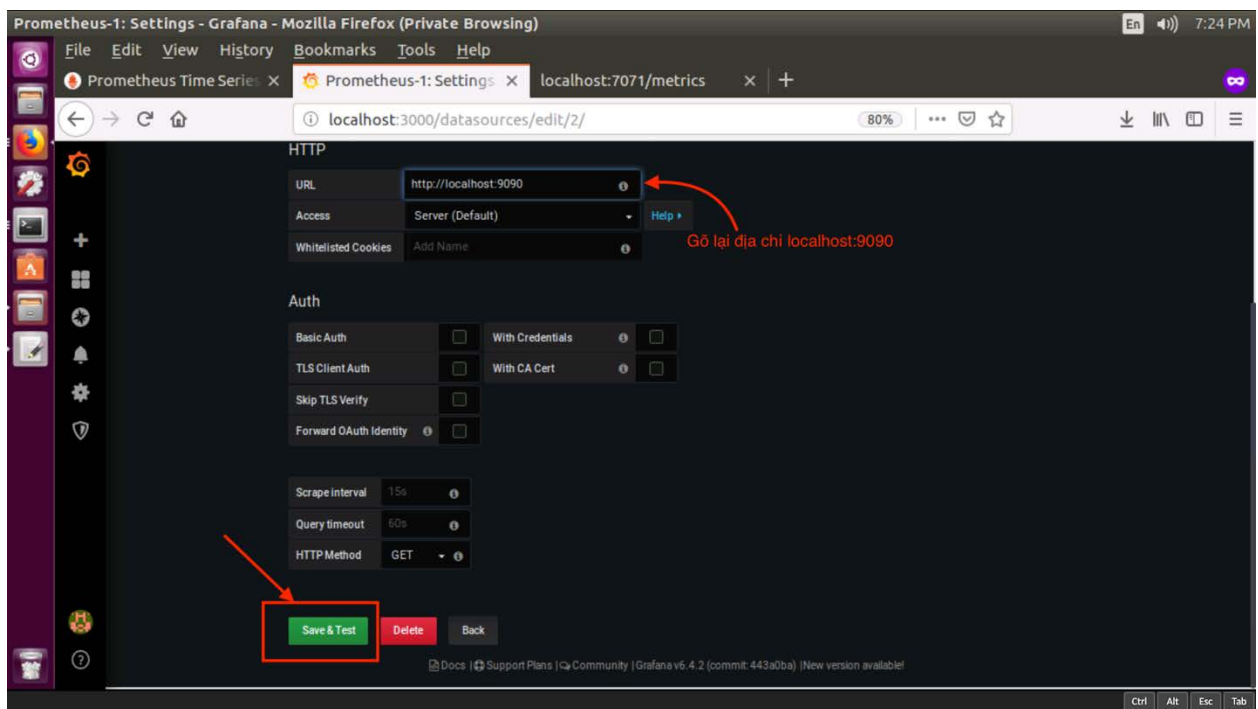 Prometheus-1: Settings - Grafana - Mozilla Firefox (Private Browsing)
En
7:24 PM
File Edit View History Bookmarks Tools Help
Prometheus Time Series
Prometheus-1: Settings
localhost:7071/metrics
localhost:3000/datasources/edit/2/
80%
HTTP
URL http://localhost:9090
Access Server (Default) Help
Whitelisted Cookies Add Name
Gõ lại địa chỉ localhost:9090
Auth
Basic Auth With Credentials
TLS Client Auth With CA Cert
Skip TLS Verify
Forward OAuth Identity
Scrape interval 15s
Query timeout 60s
HTTP Method GET
Save & Test Delete Back
Docs | Support Plans | Community | Grafana v6.4.2 (commit: 443a0ba) | New version available!
Ctrl Alt Esc Tab